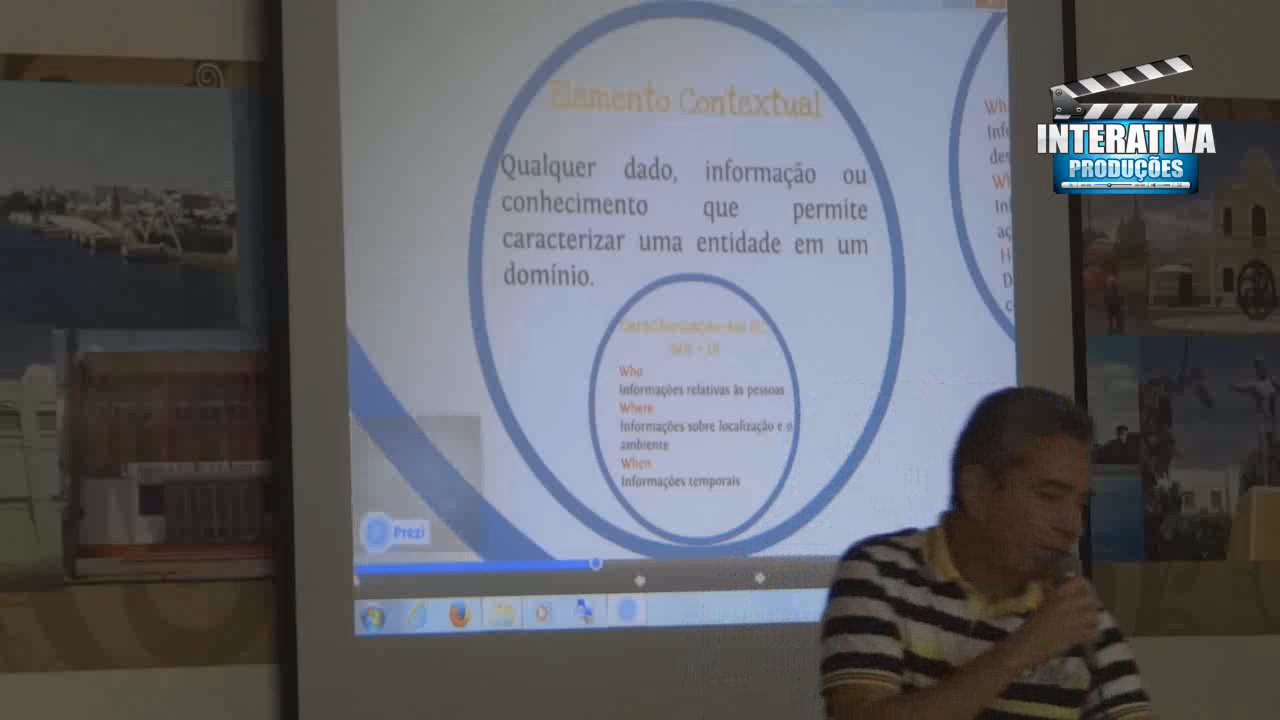 Elemento Contextual
Qualquer dado, informação ou
conhecimento que permite
caracterizar uma entidade em um
domínio.
Who
Informações relativas às pessoas
Where
Informações sobre localização e o
ambiente
When
Informações temporais
Prezi
INTERATIVA
PRODUÇÕES